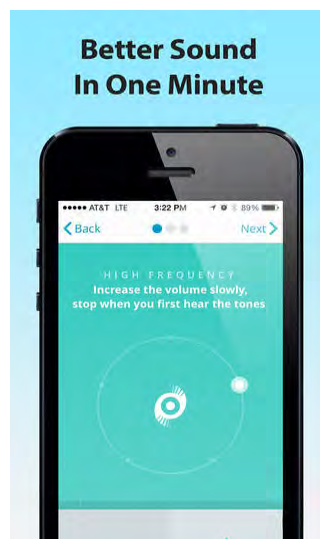 Better Sound
In One Minute
AT&T LTE 3:22 PM 89%
Back Next
HIGH FREQUENCY
Increase the volume slowly,
stop when you first hear the tones